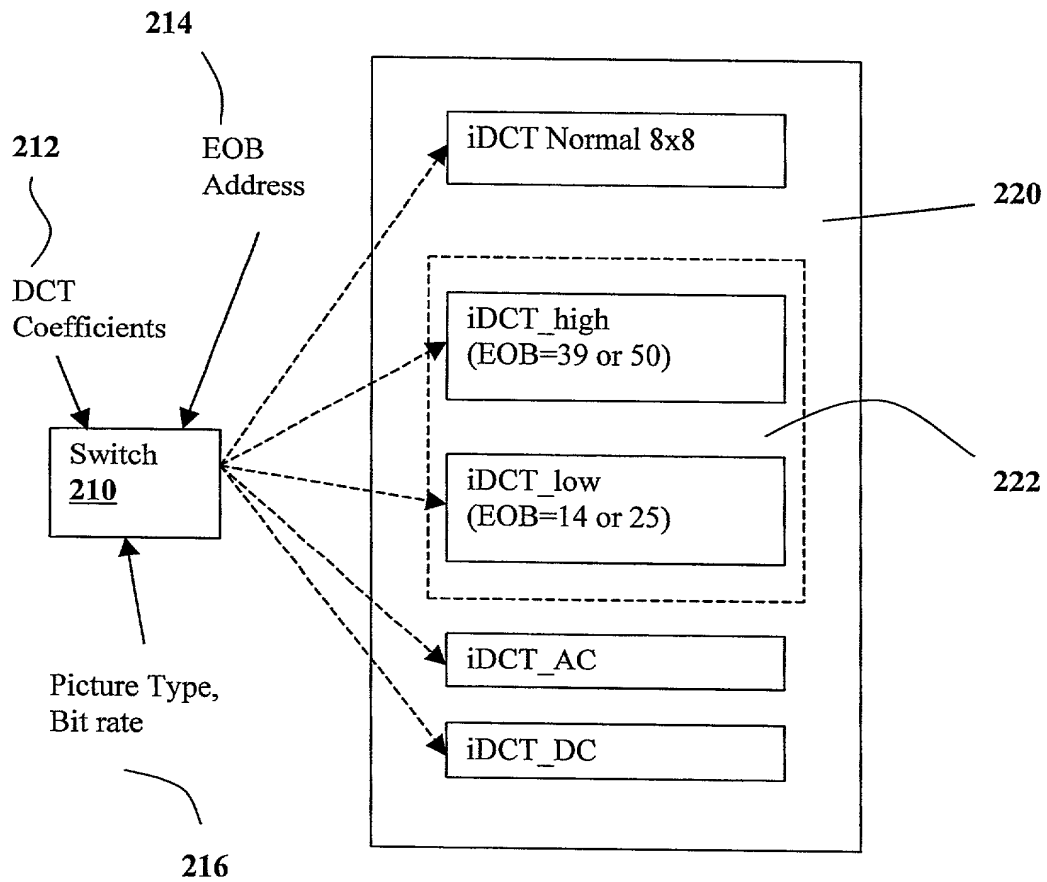 214
212
EOB
Address
DCT
Coefficients
Switch
210
Picture Type,
Bit rate
216
iDCT Normal 8x8
220
iDCT_high
(EOB=39 or 50)
iDCT_low
(EOB=14 or 25)
222
iDCT_AC
iDCT_DC